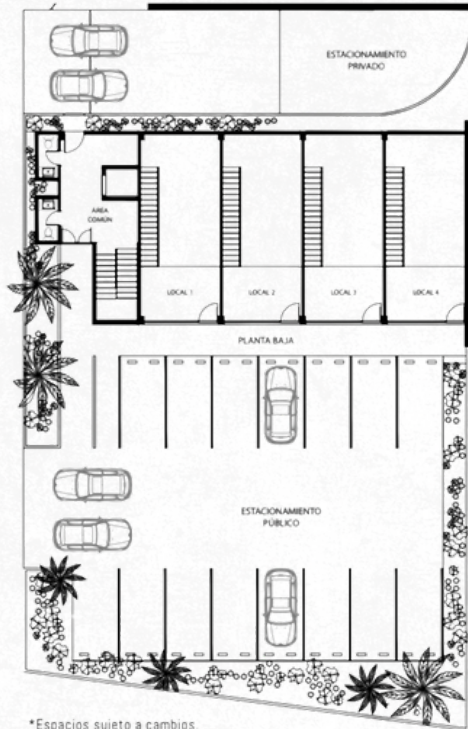 ESTACIONAMIENTO
PRIVADO
ÁREA
COMÚN
LOCAL 1
LOCAL 2
LOCAL 3
LOCAL 4
PLANTA BAJA
ESTACIONAMIENTO
PÚBLICO
*Espacios sujeto a cambios.